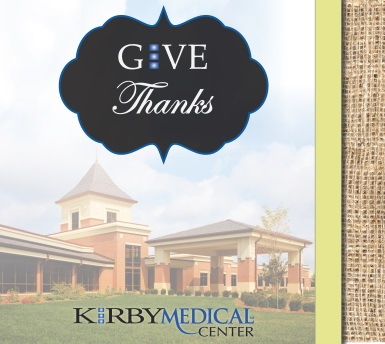 GIVE
Thanks
KIRBYMEDICAL
CENTER